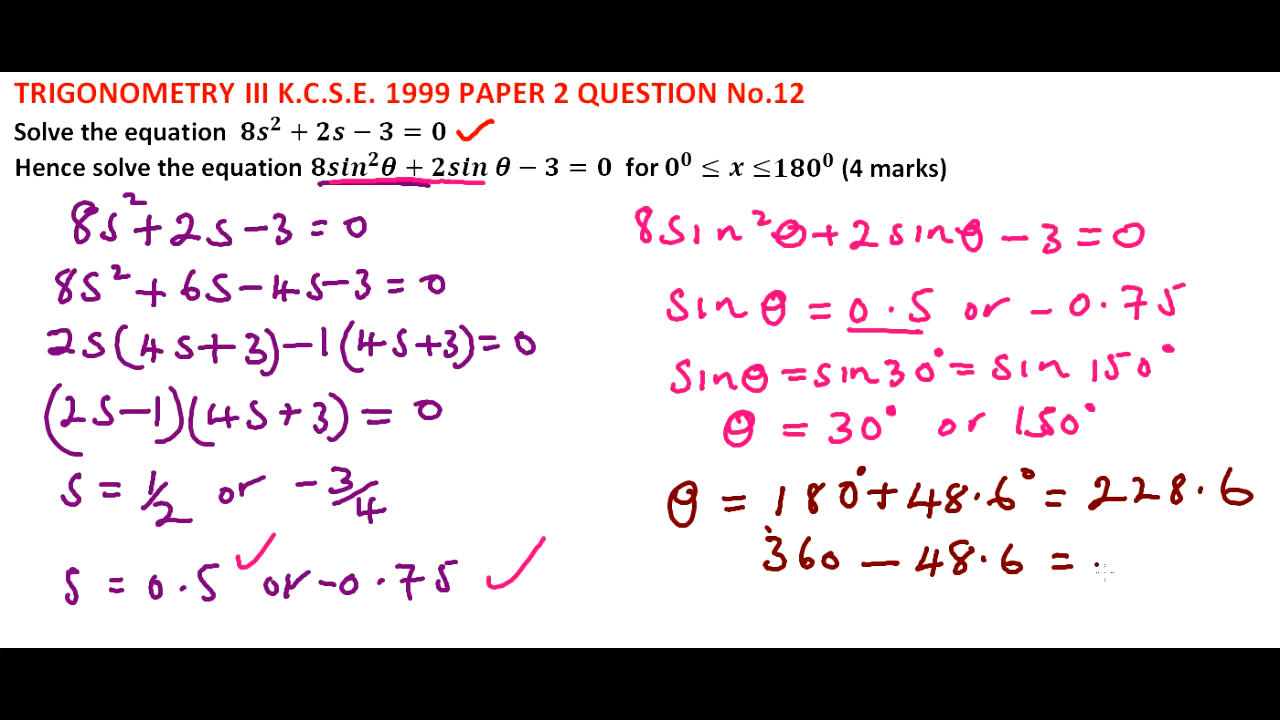 TRIGONOMETRY III K.C.S.E. 1999 PAPER 2 QUESTION No.12
Solve the equation 8s² + 2s − 3 = 0
Hence solve the equation 8sin²θ + 2sin θ − 3 = 0 for 0⁰ ≤ x ≤180⁰ (4 marks)
8s² + 2s − 3 = 0
8s² + 6s − 4s − 3 = 0
2s(4s + 3) − 1(4s + 3) = 0
(2s − 1)(4s + 3) = 0
s = 1/2 or − 3/4
s = 0.5 or −0.75
8sin²θ + 2sinθ − 3 = 0
sinθ = 0.5 or −0.75
sinθ = sin30° = sin 150°
θ = 30° or 150°
θ = 180° + 48.6° = 228.6
360 − 48.6 =